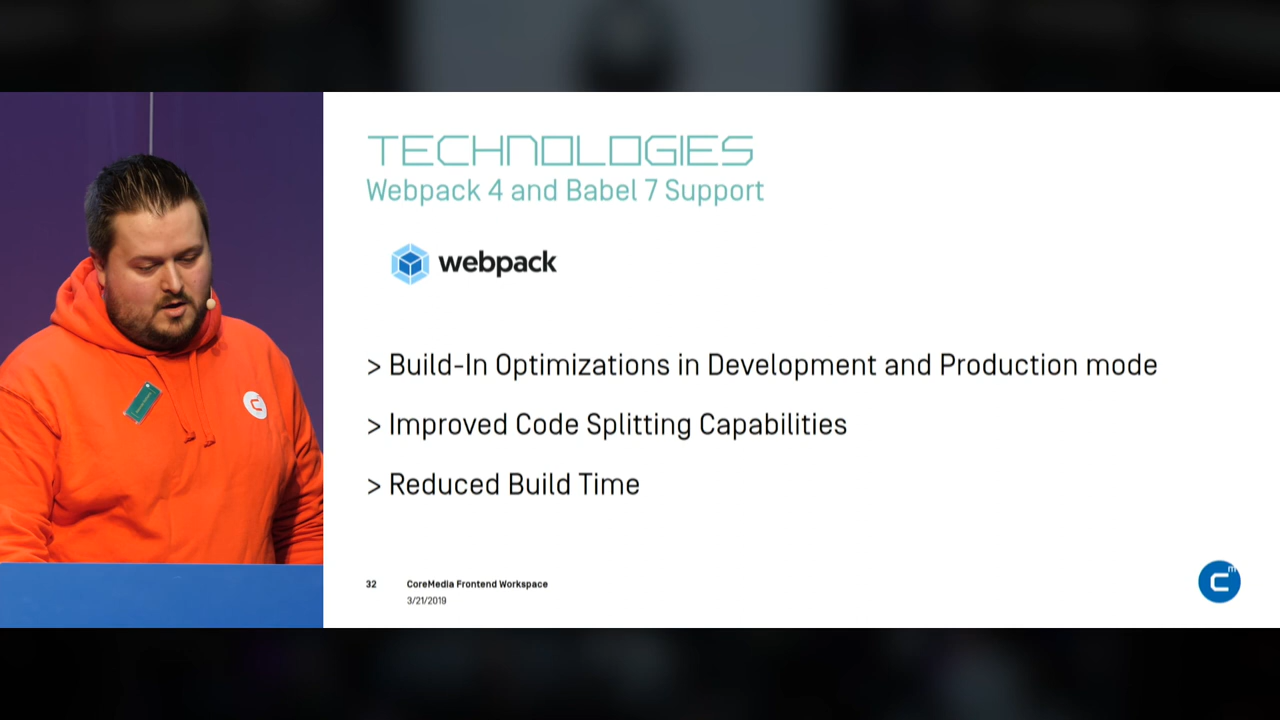 TECHNOLOGIES
Webpack 4 and Babel 7 Support
webpack
> Build-In Optimizations in Development and Production mode
> Improved Code Splitting Capabilities
> Reduced Build Time
32 CoreMedia Frontend Workspace
3/21/2019
C m
C